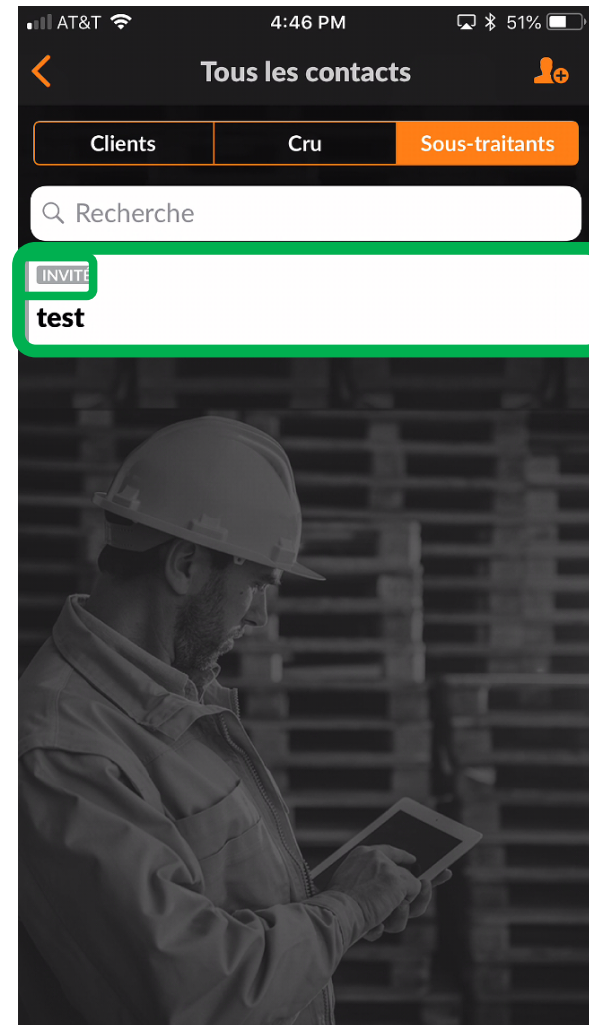 AT&T 4:46 PM 51%
Tous les contacts
Clients Cru Sous-traitants
Recherche
INVITÉ
test